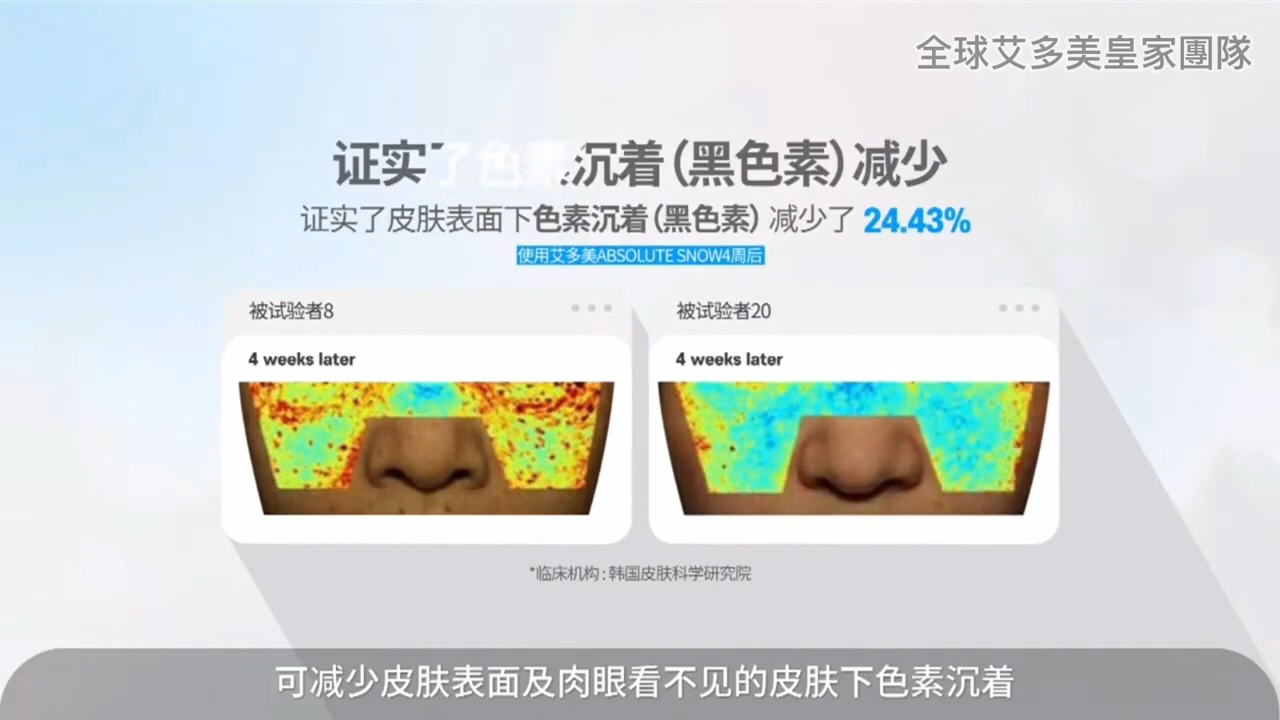 全球艾多美皇家團隊
证实了色素沉着(黑色素)减少
证实了皮肤表面下色素沉着(黑色素) 减少了 24.43%
使用艾多美ABSOLUTE SNOW4周后
被试验者8
4 weeks later
被试验者20
4 weeks later
*临床机构:韩国皮肤科学研究院
可减少皮肤表面及肉眼看不见的皮肤下色素沉着